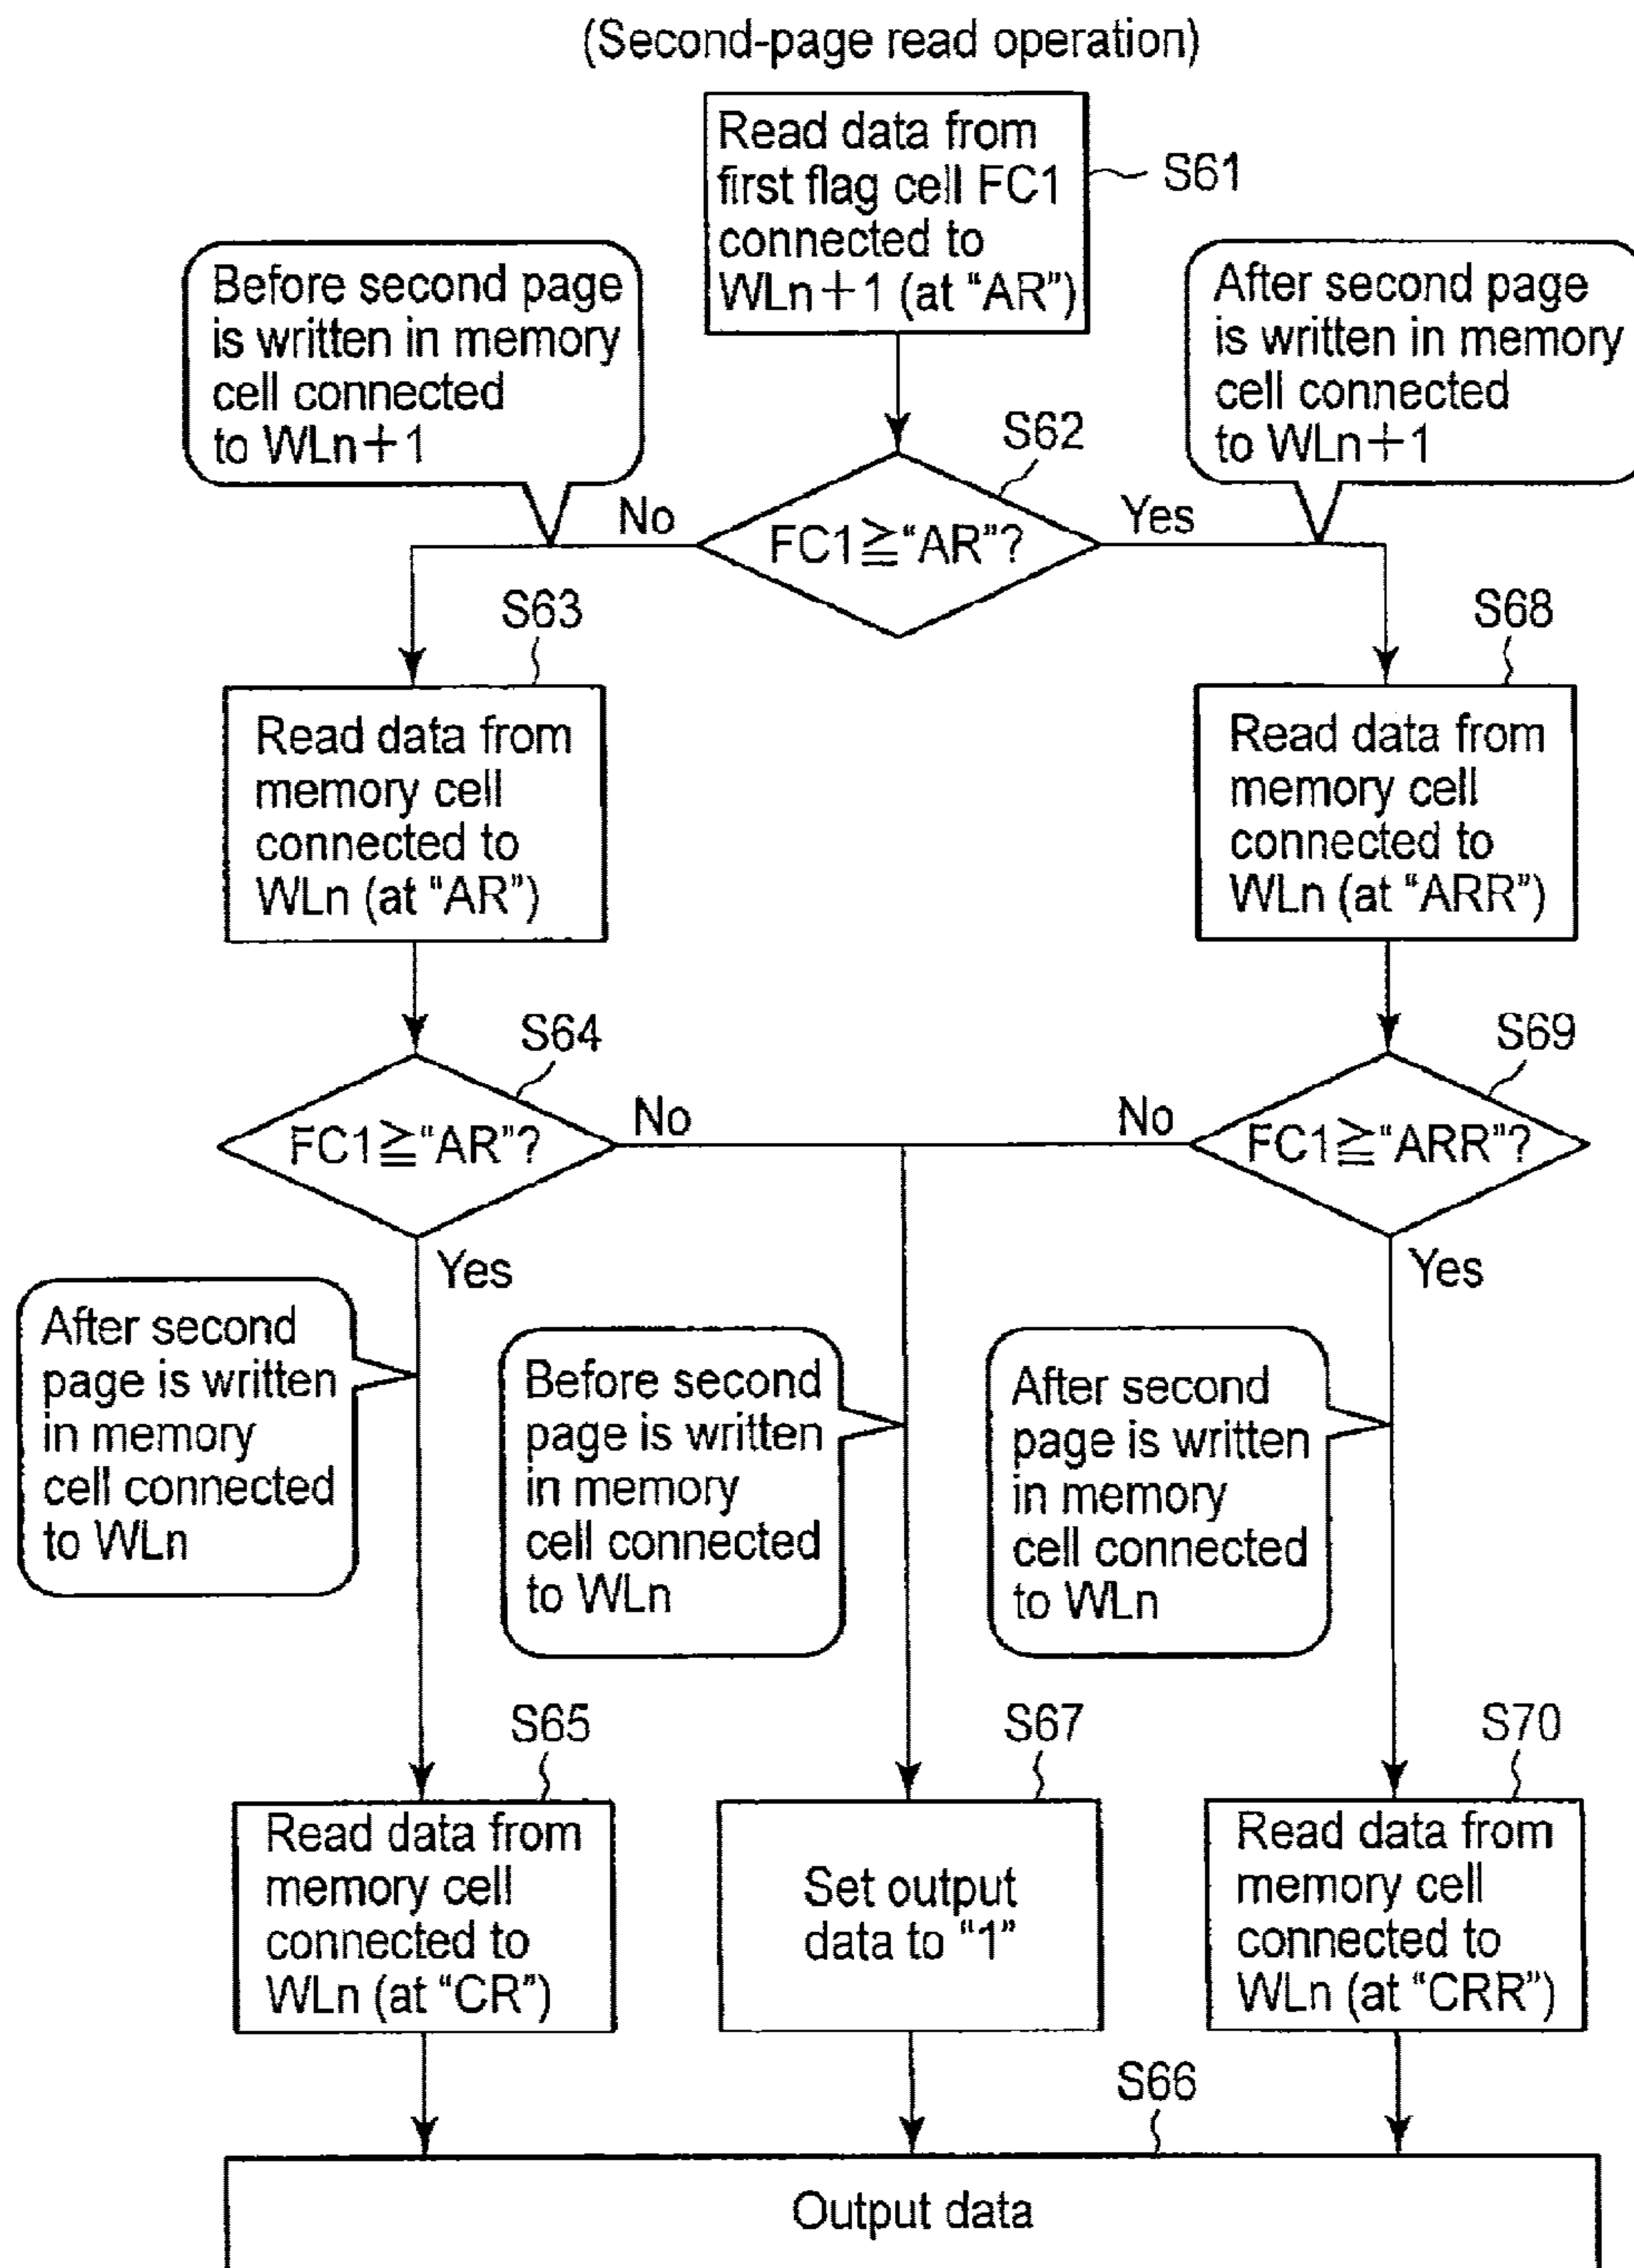 (Second-page read operation)
Read data from
first flag cell FC1
connected to
WLn+1 (at “AR”)
S61
Before second page
is written in memory
cell connected
to WLn+1
After second page
is written in memory
cell connected
to WLn+1
S62
No
FC1≧“AR”?
Yes
S63
S68
Read data from
memory cell
connected to
WLn (at “AR”)
Read data from
memory cell
connected to
WLn (at “ARR”)
S64
S69
FC1≧“AR”?
No
No
FC1≧“ARR”?
Yes
Yes
After second
page is written
in memory
cell connected
to WLn
Before second
page is written
in memory
cell connected
to WLn
After second
page is written
in memory
cell connected
to WLn
S65
S67
S70
Read data from
memory cell
connected to
WLn (at “CR”)
Set output
data to “1”
Read data from
memory cell
connected to
WLn (at “CRR”)
S66
Output data